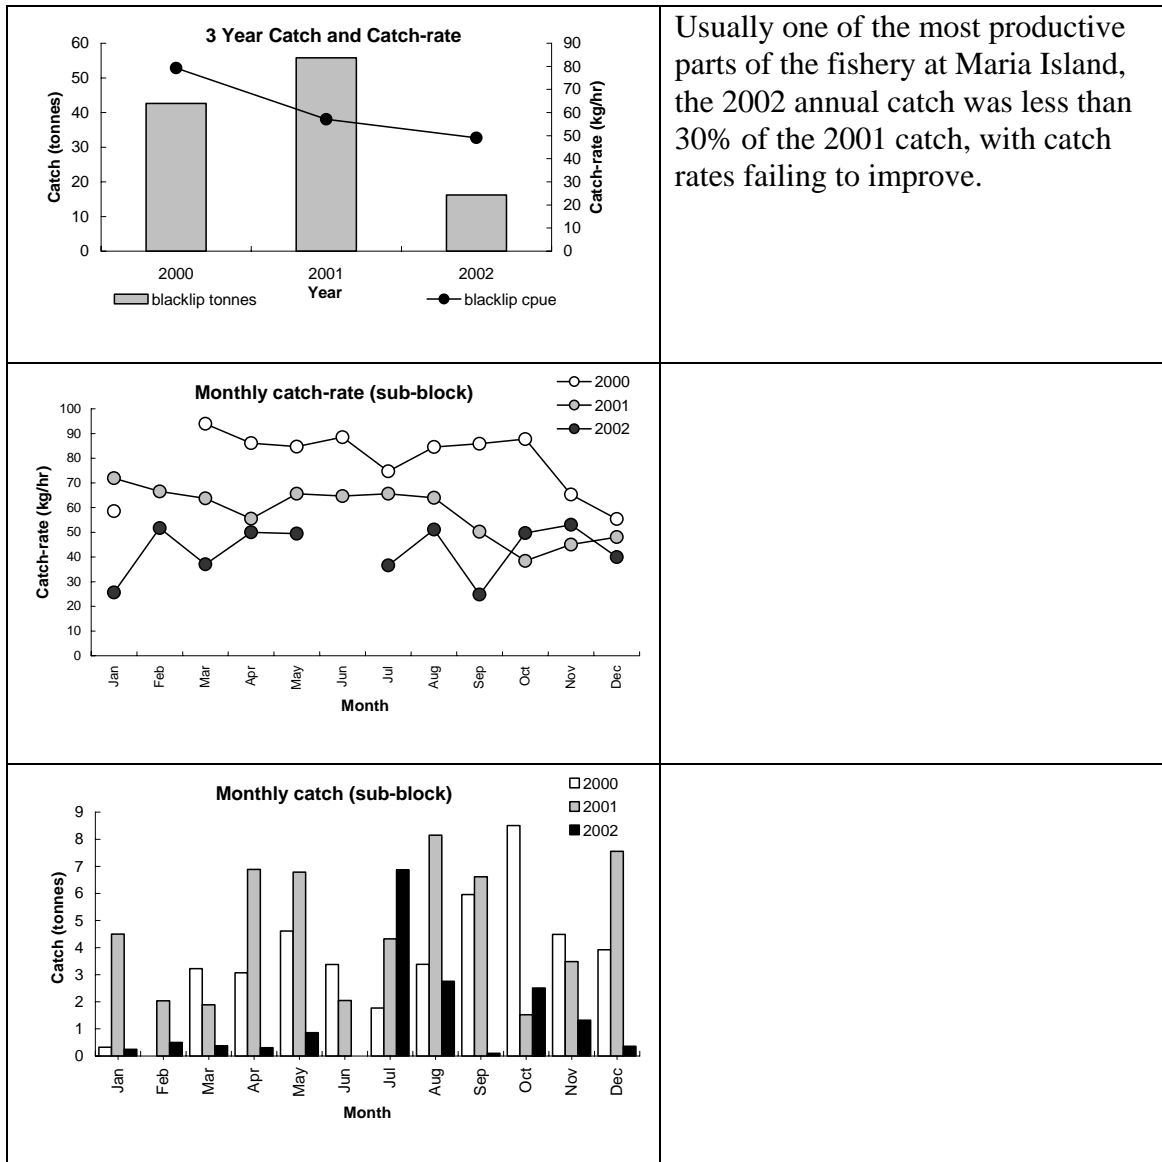 3 Year Catch and Catch-rate
Catch (tonnes)
60
50
40
30
20
10
0
90
80
70
60
50
40
30
20
10
0
Catch-rate (kg/hr)
2000 2001 2002
Year
blacklip tonnes blacklip cpue
Usually one of the most productive
parts of the fishery at Maria Island,
the 2002 annual catch was less than
30% of the 2001 catch, with catch
rates failing to improve.
Monthly catch-rate (sub-block)
2000
2001
2002
Catch-rate (kg/hr)
100
90
80
70
60
50
40
30
20
10
0
Jan Feb Mar Apr May Jun Jul Aug Sep Oct Nov Dec
Month
Monthly catch (sub-block)
2000
2001
2002
Catch (tonnes)
9
8
7
6
5
4
3
2
1
0
Jan Feb Mar Apr May Jun Jul Aug Sep Oct Nov Dec
Month